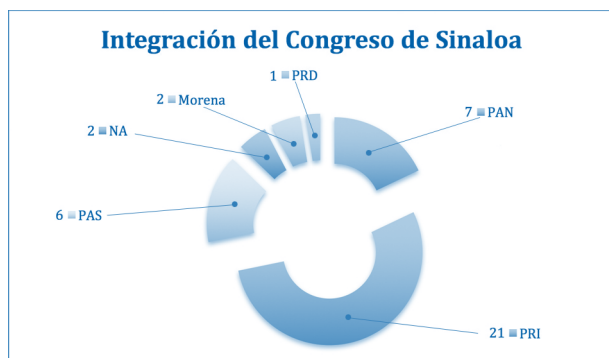 Integración del Congreso de Sinaloa
1 PRD
2 Morena
7 PAN
2 NA
6 PAS
21 PRI